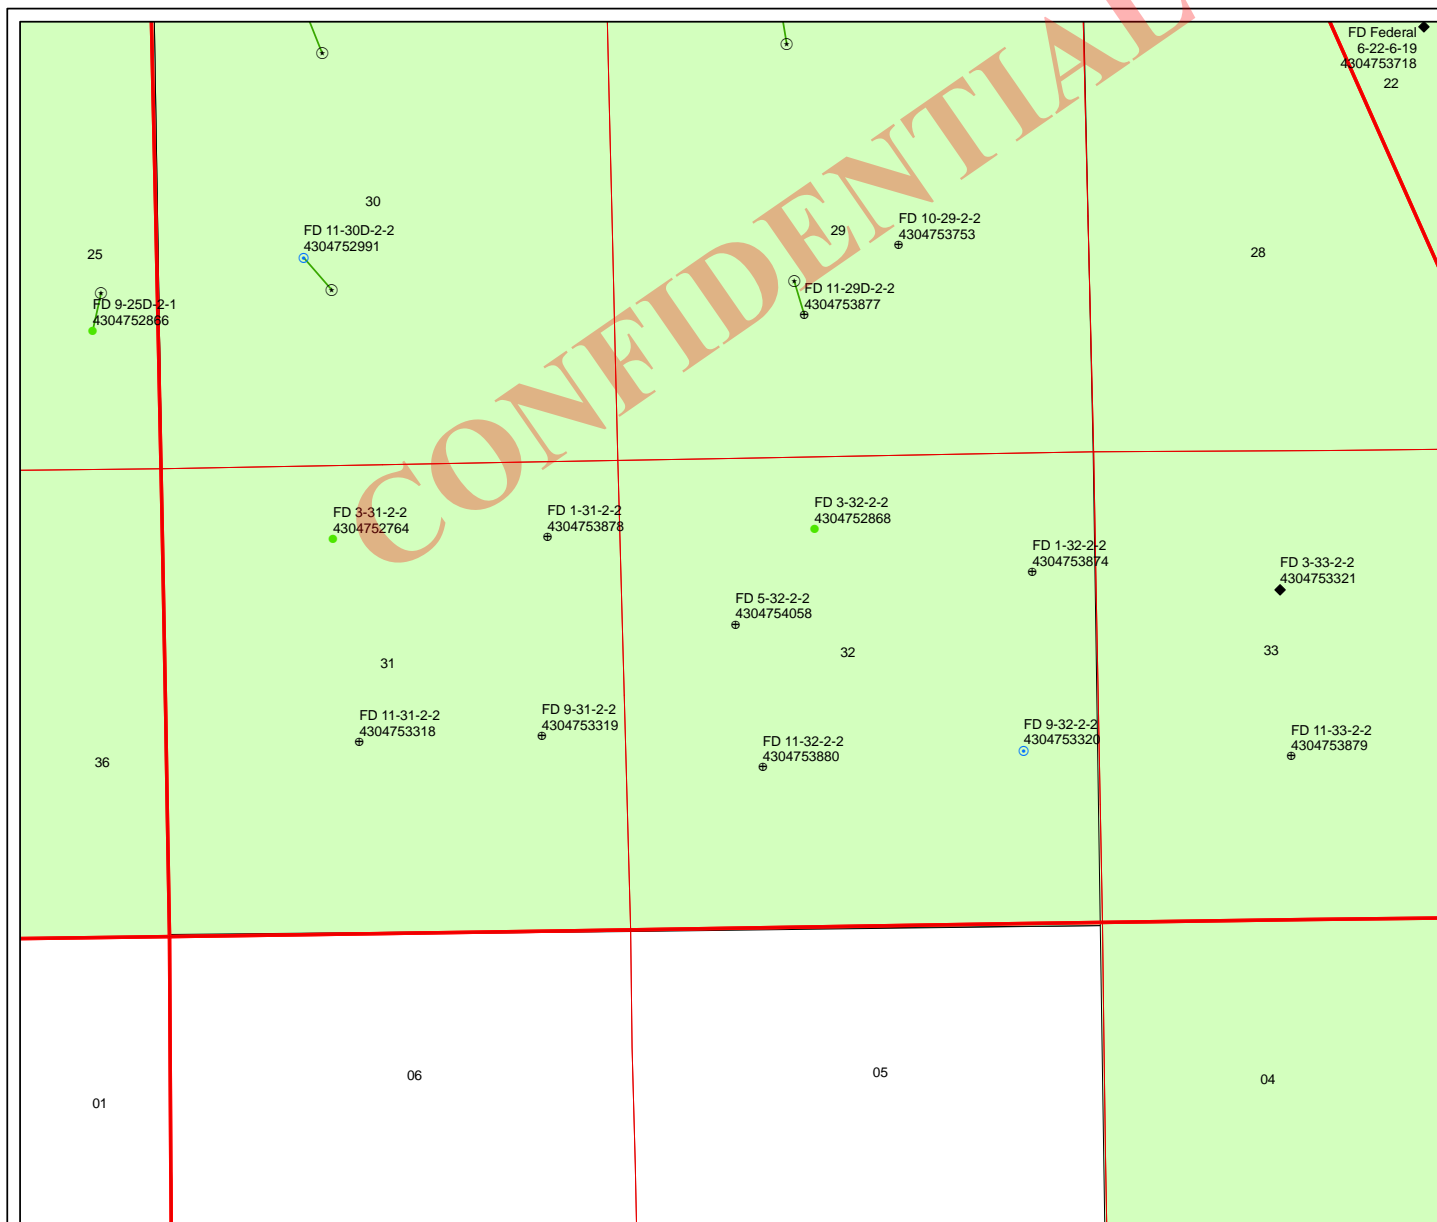 FD Federal
6-22-6-19
4304753718
22
CONFIDENTIAL
30
FD 11-30D-2-2
4304752991
29
FD 10-29-2-2
4304753753
28
25
FD 9-25D-2-1
4304752866
FD 11-29D-2-2
4304753877
FD 3-31-2-2
4304752764
FD 1-31-2-2
4304753878
FD 3-32-2-2
4304752868
FD 1-32-2-2
4304753874
FD 3-33-2-2
4304753321
FD 5-32-2-2
4304754058
31
32
33
FD 11-31-2-2
4304753318
FD 9-31-2-2
4304753319
FD 11-32-2-2
4304753880
FD 9-32-2-2
4304753320
FD 11-33-2-2
4304753879
36
06
05
04
01